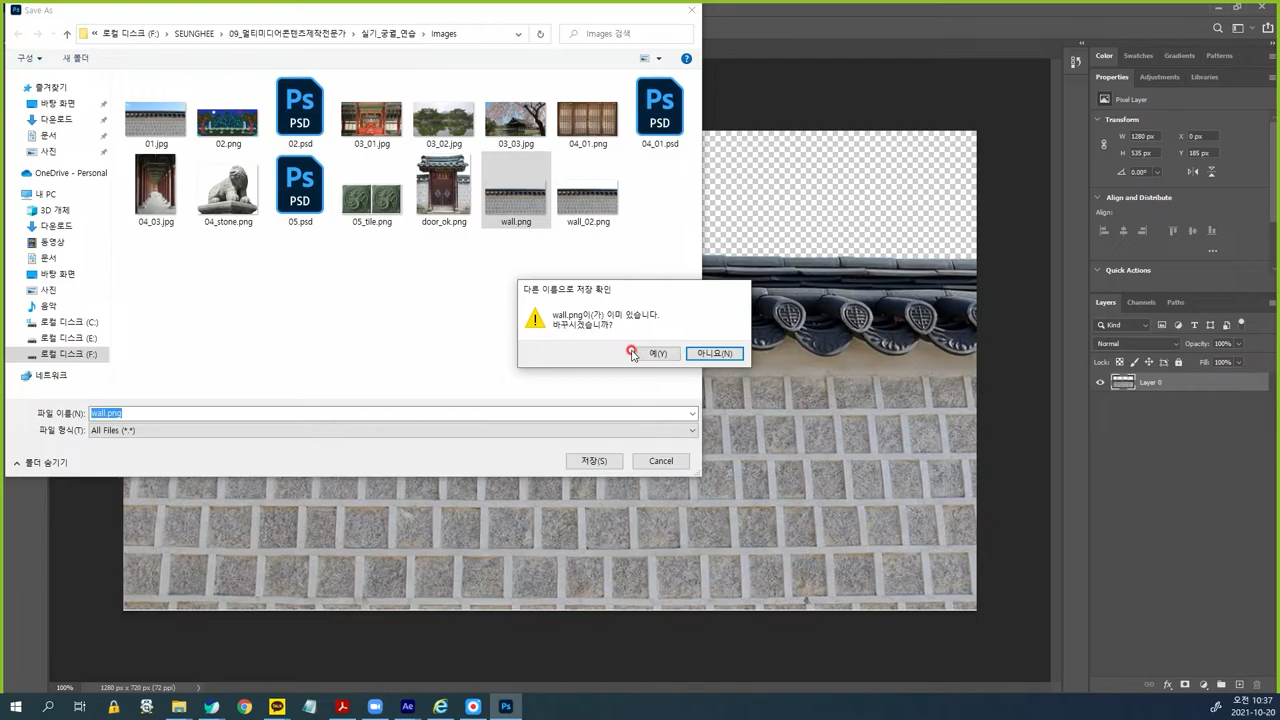 Save As
« 로컬 디스크 (F:) > SEUNGHEE > 09_멀티미디어콘텐츠제작전문가 > 실기_궁궐_연습 > Images
Images 검색
구성
새 폴더
즐겨찾기
바탕 화면
다운로드
문서
사진
OneDrive - Personal
내 PC
3D 개체
다운로드
동영상
문서
바탕 화면
사진
음악
로컬 디스크 (C:)
로컬 디스크 (E:)
로컬 디스크 (F:)
네트워크
Ps PSD
Ps PSD
01.jpg
02.png
02.psd
03_01.jpg
03_02.jpg
03_03.jpg
04_01.png
04_01.psd
Ps PSD
04_03.jpg
04_stone.png
05.psd
05_tile.png
door_ok.png
wall.png
wall_02.png
다른 이름으로 저장 확인
wall.png이(가) 이미 있습니다.
바꾸시겠습니까?
예(Y)
아니요(N)
파일 이름(N):
wall.png
파일 형식(T):
All Files (*.*)
폴더 숨기기
저장(S)
Cancel
Color
Swatches
Gradients
Patterns
Properties
Adjustments
Libraries
Pixel Layer
Transform
W 1280 px
X 0 px
H 535 px
Y 185 px
0.00°
Align and Distribute
Align:
Quick Actions
Layers
Channels
Paths
Kind
Normal
Opacity: 100%
Lock:
Fill: 100%
Layer 0
100%
1280 px x 720 px (72 ppi)
오전 10:37
2021-10-20